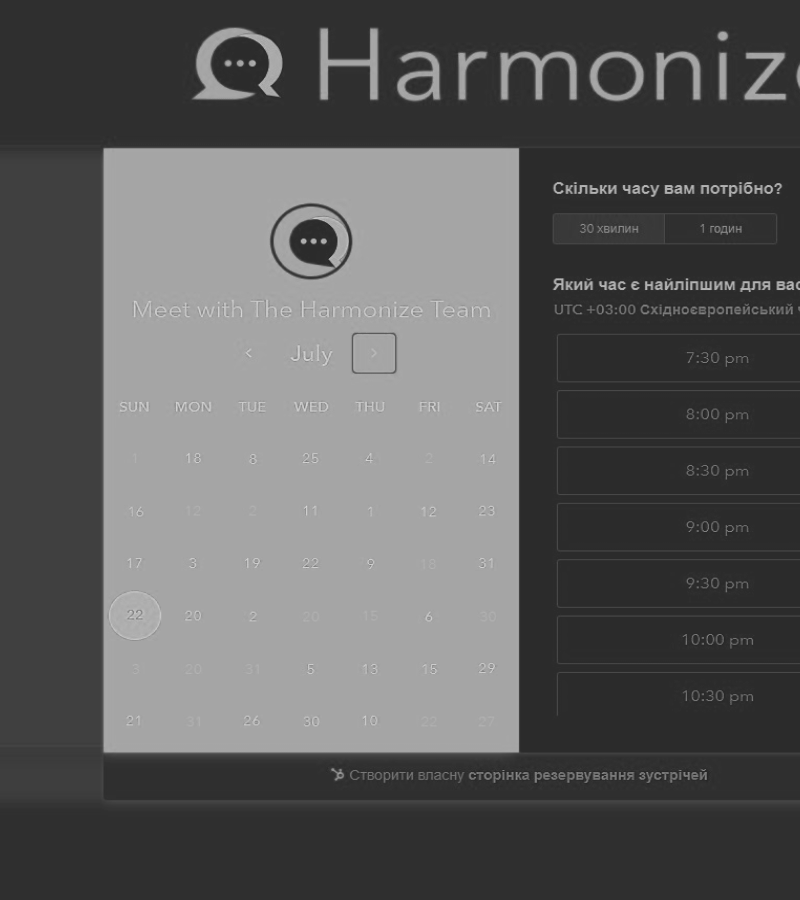 Harmonize
Meet with The Harmonize Team
July
SUN MON TUE WED THU FRI SAT
1 18 8 25 4 2 14
16 12 2 11 1 12 23
17 3 19 22 9 18 31
22 20 2 20 15 6 30
3 20 31 5 13 15 29
21 31 26 30 10 22 27
Скільки часу вам потрібно?
30 хвилин 1 годин
Який час є найліпшим для вас
UTC +03:00 Східноєвропейський ч
7:30 pm
8:00 pm
8:30 pm
9:00 pm
9:30 pm
10:00 pm
10:30 pm
Створити власну сторінка резервування зустрічей